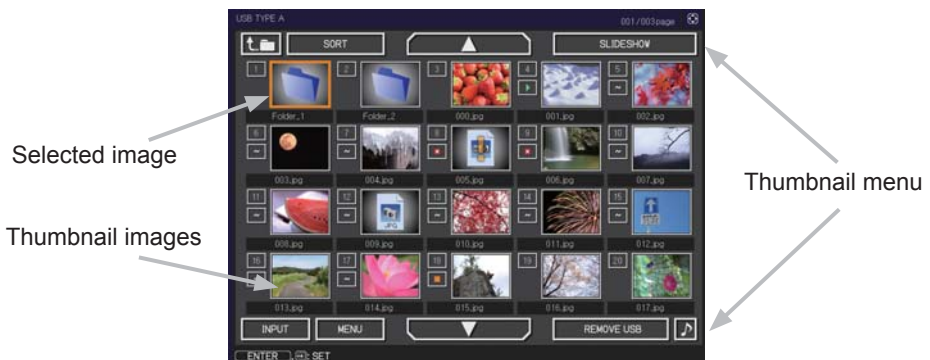 USB TYPE A 001/003page
SORT SLIDESHOW
1 2 3 4 5
Folder_1 Folder_2 000.jpg 001.jpg 002.jpg
6 7 8 9 10
Selected image
003.jpg 004.jpg 005.jpg 006.jpg 007.jpg
Thumbnail menu
11 12 13 14 15
JPG
Thumbnail images
008.jpg 009.jpg 010.jpg 011.jpg 012.jpg
16 17 18 19 20
013.jpg 014.jpg 015.jpg 016.jpg 017.jpg
INPUT MENU REMOVE USB
ENTER , : SET